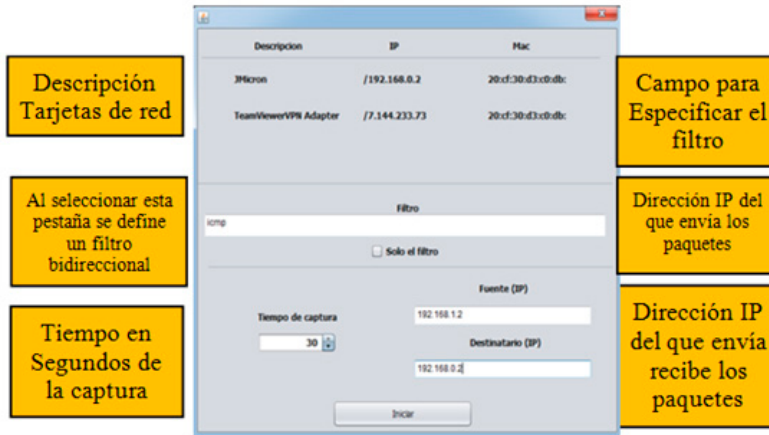 Descripcion IP Mac
JMicron /192.168.0.2 20:cf:30:d3:c0:db:
TeamViewerVPN Adapter /7.144.233.73 20:cf:30:d3:c0:db:
Filtro
icmp
Solo el filtro
Fuente (IP)
192.168.1.2
Tiempo de captura
30
Destinatario (IP)
192.168.0.2
Iniciar
Descripción
Tarjetas de red
Al seleccionar esta
pestaña se define
un filtro
bidireccional
Tiempo en
Segundos de
la captura
Campo para
Especificar el
filtro
Dirección IP del
que envía los
paquetes
Dirección IP
del que envía
recibe los
paquetes